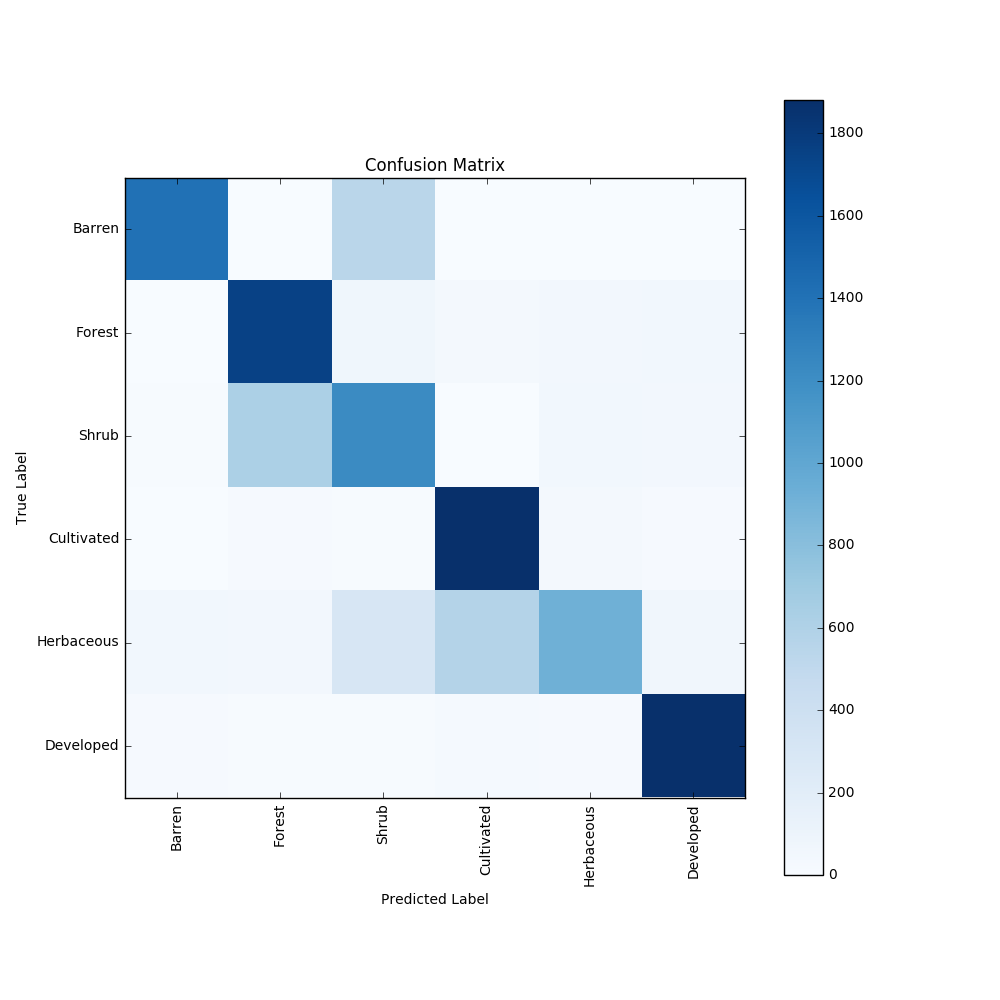 Confusion Matrix
True Label
Barren
Forest
Shrub
Cultivated
Herbaceous
Developed
Barren
Forest
Shrub
Cultivated
Herbaceous
Developed
Predicted Label
1800
1600
1400
1200
1000
800
600
400
200
0